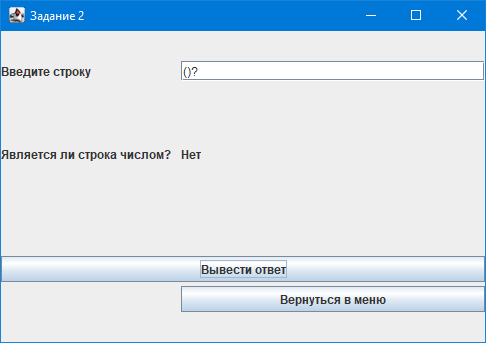 Задание 2
Введите строку ()?
Является ли строка числом? Нет
Вывести ответ
Вернуться в меню